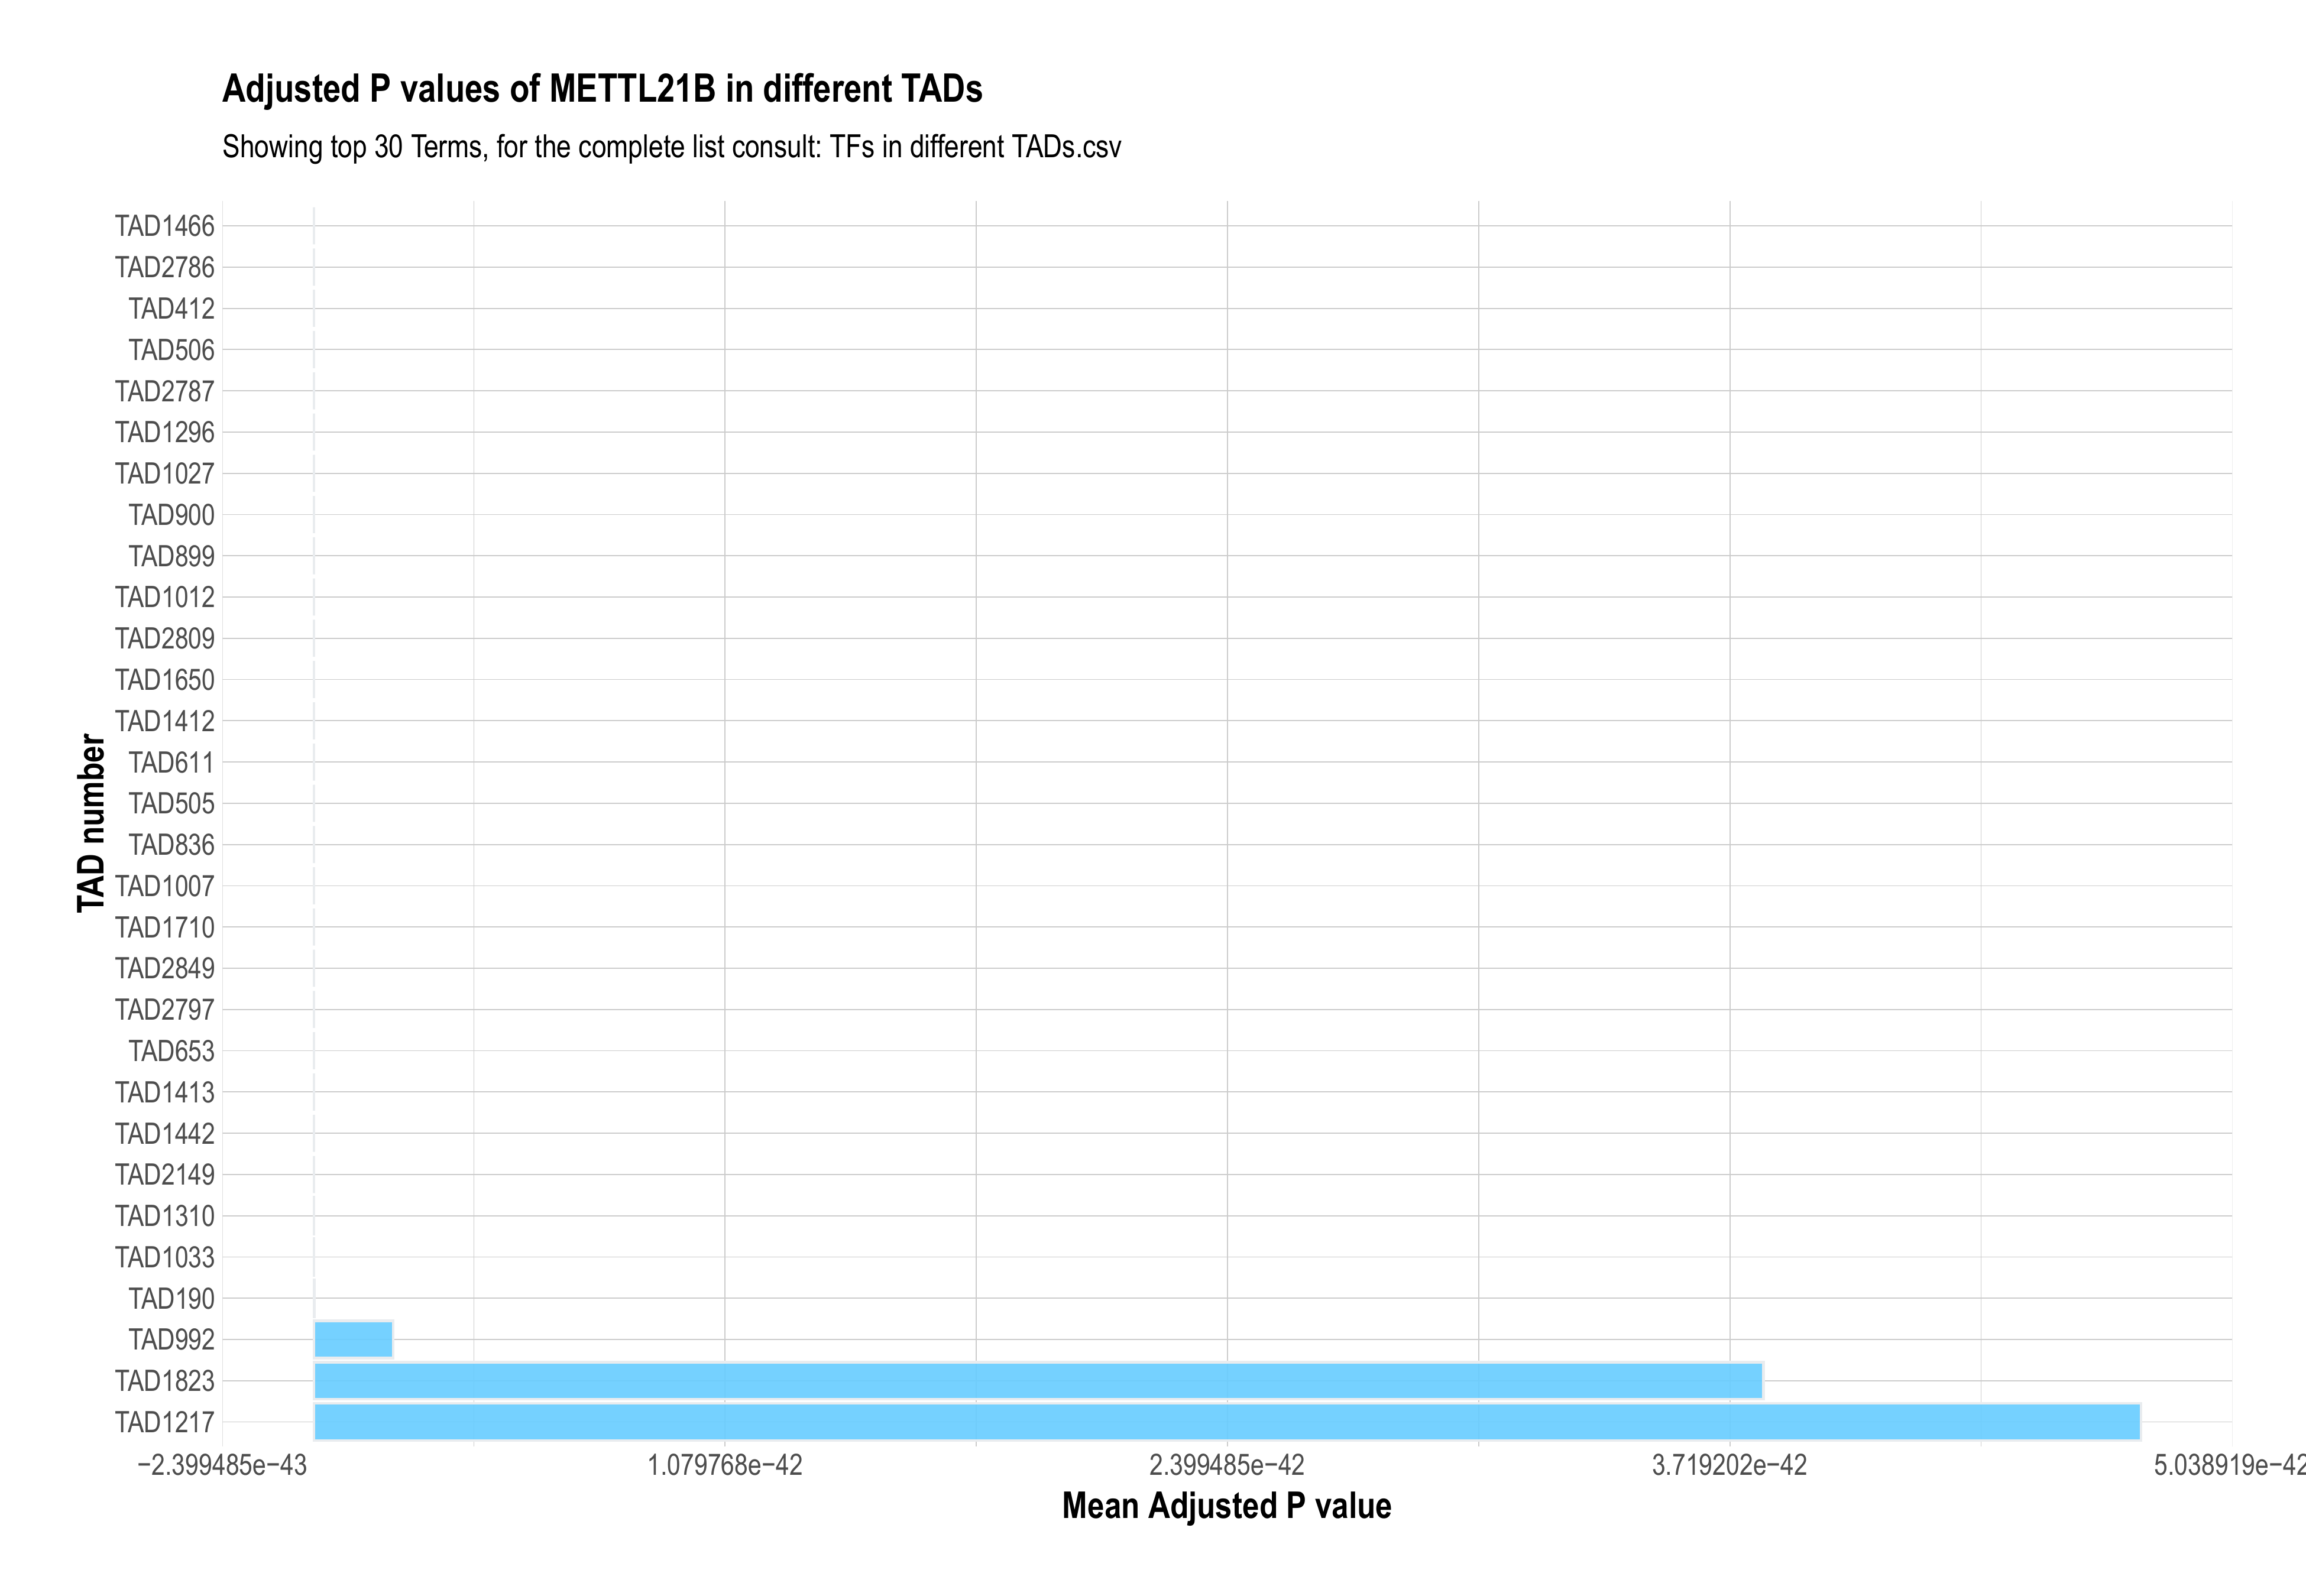 Adjusted P values of METTL21B in different TADs
Showing top 30 Terms, for the complete list consult: TFs in different TADs.csv
TAD number
TAD1466
TAD2786
TAD412
TAD506
TAD2787
TAD1296
TAD1027
TAD900
TAD899
TAD1012
TAD2809
TAD1650
TAD1412
TAD611
TAD505
TAD836
TAD1007
TAD1710
TAD2849
TAD2797
TAD653
TAD1413
TAD1442
TAD2149
TAD1310
TAD1033
TAD190
TAD992
TAD1823
TAD1217
−2.399485e−43 1.079768e−42 2.399485e−42 3.719202e−42 5.038919e−42
Mean Adjusted P value